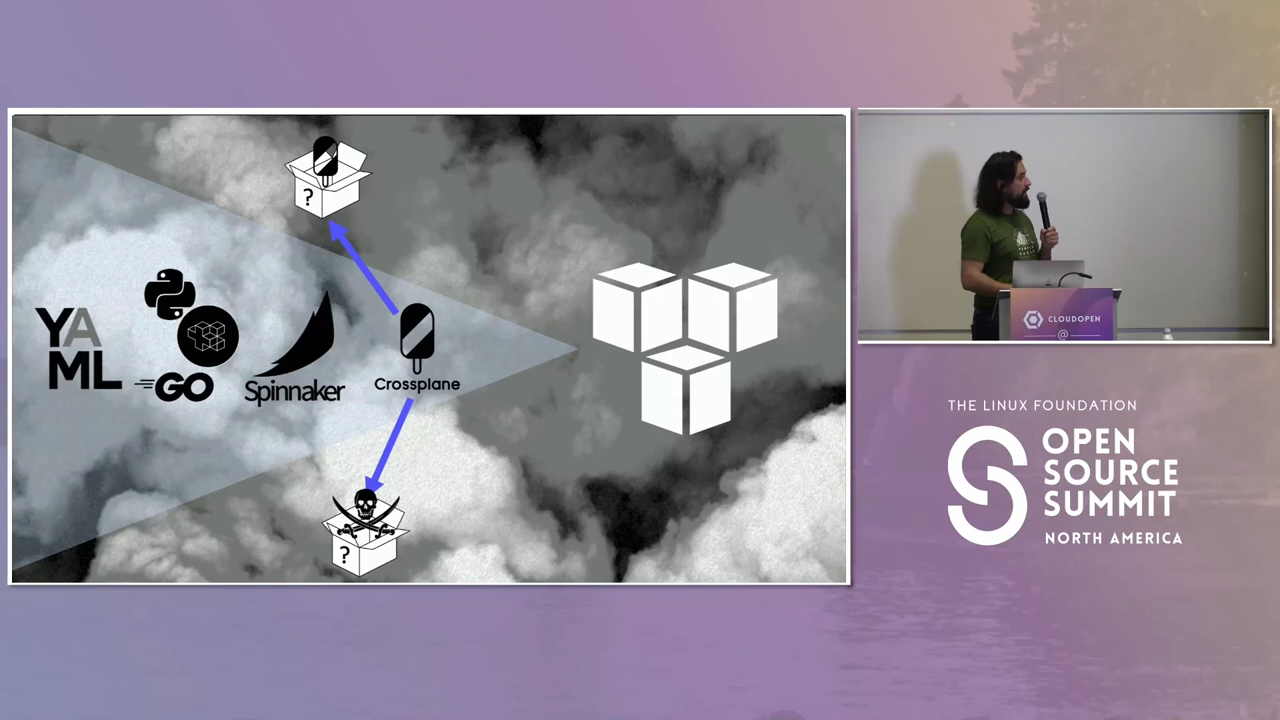 ?
YA
ML
GO
Spinnaker
Crossplane
?
CLOUDOPEN
@
THE LINUX FOUNDATION
OPEN
SOURCE
SUMMIT
NORTH AMERICA